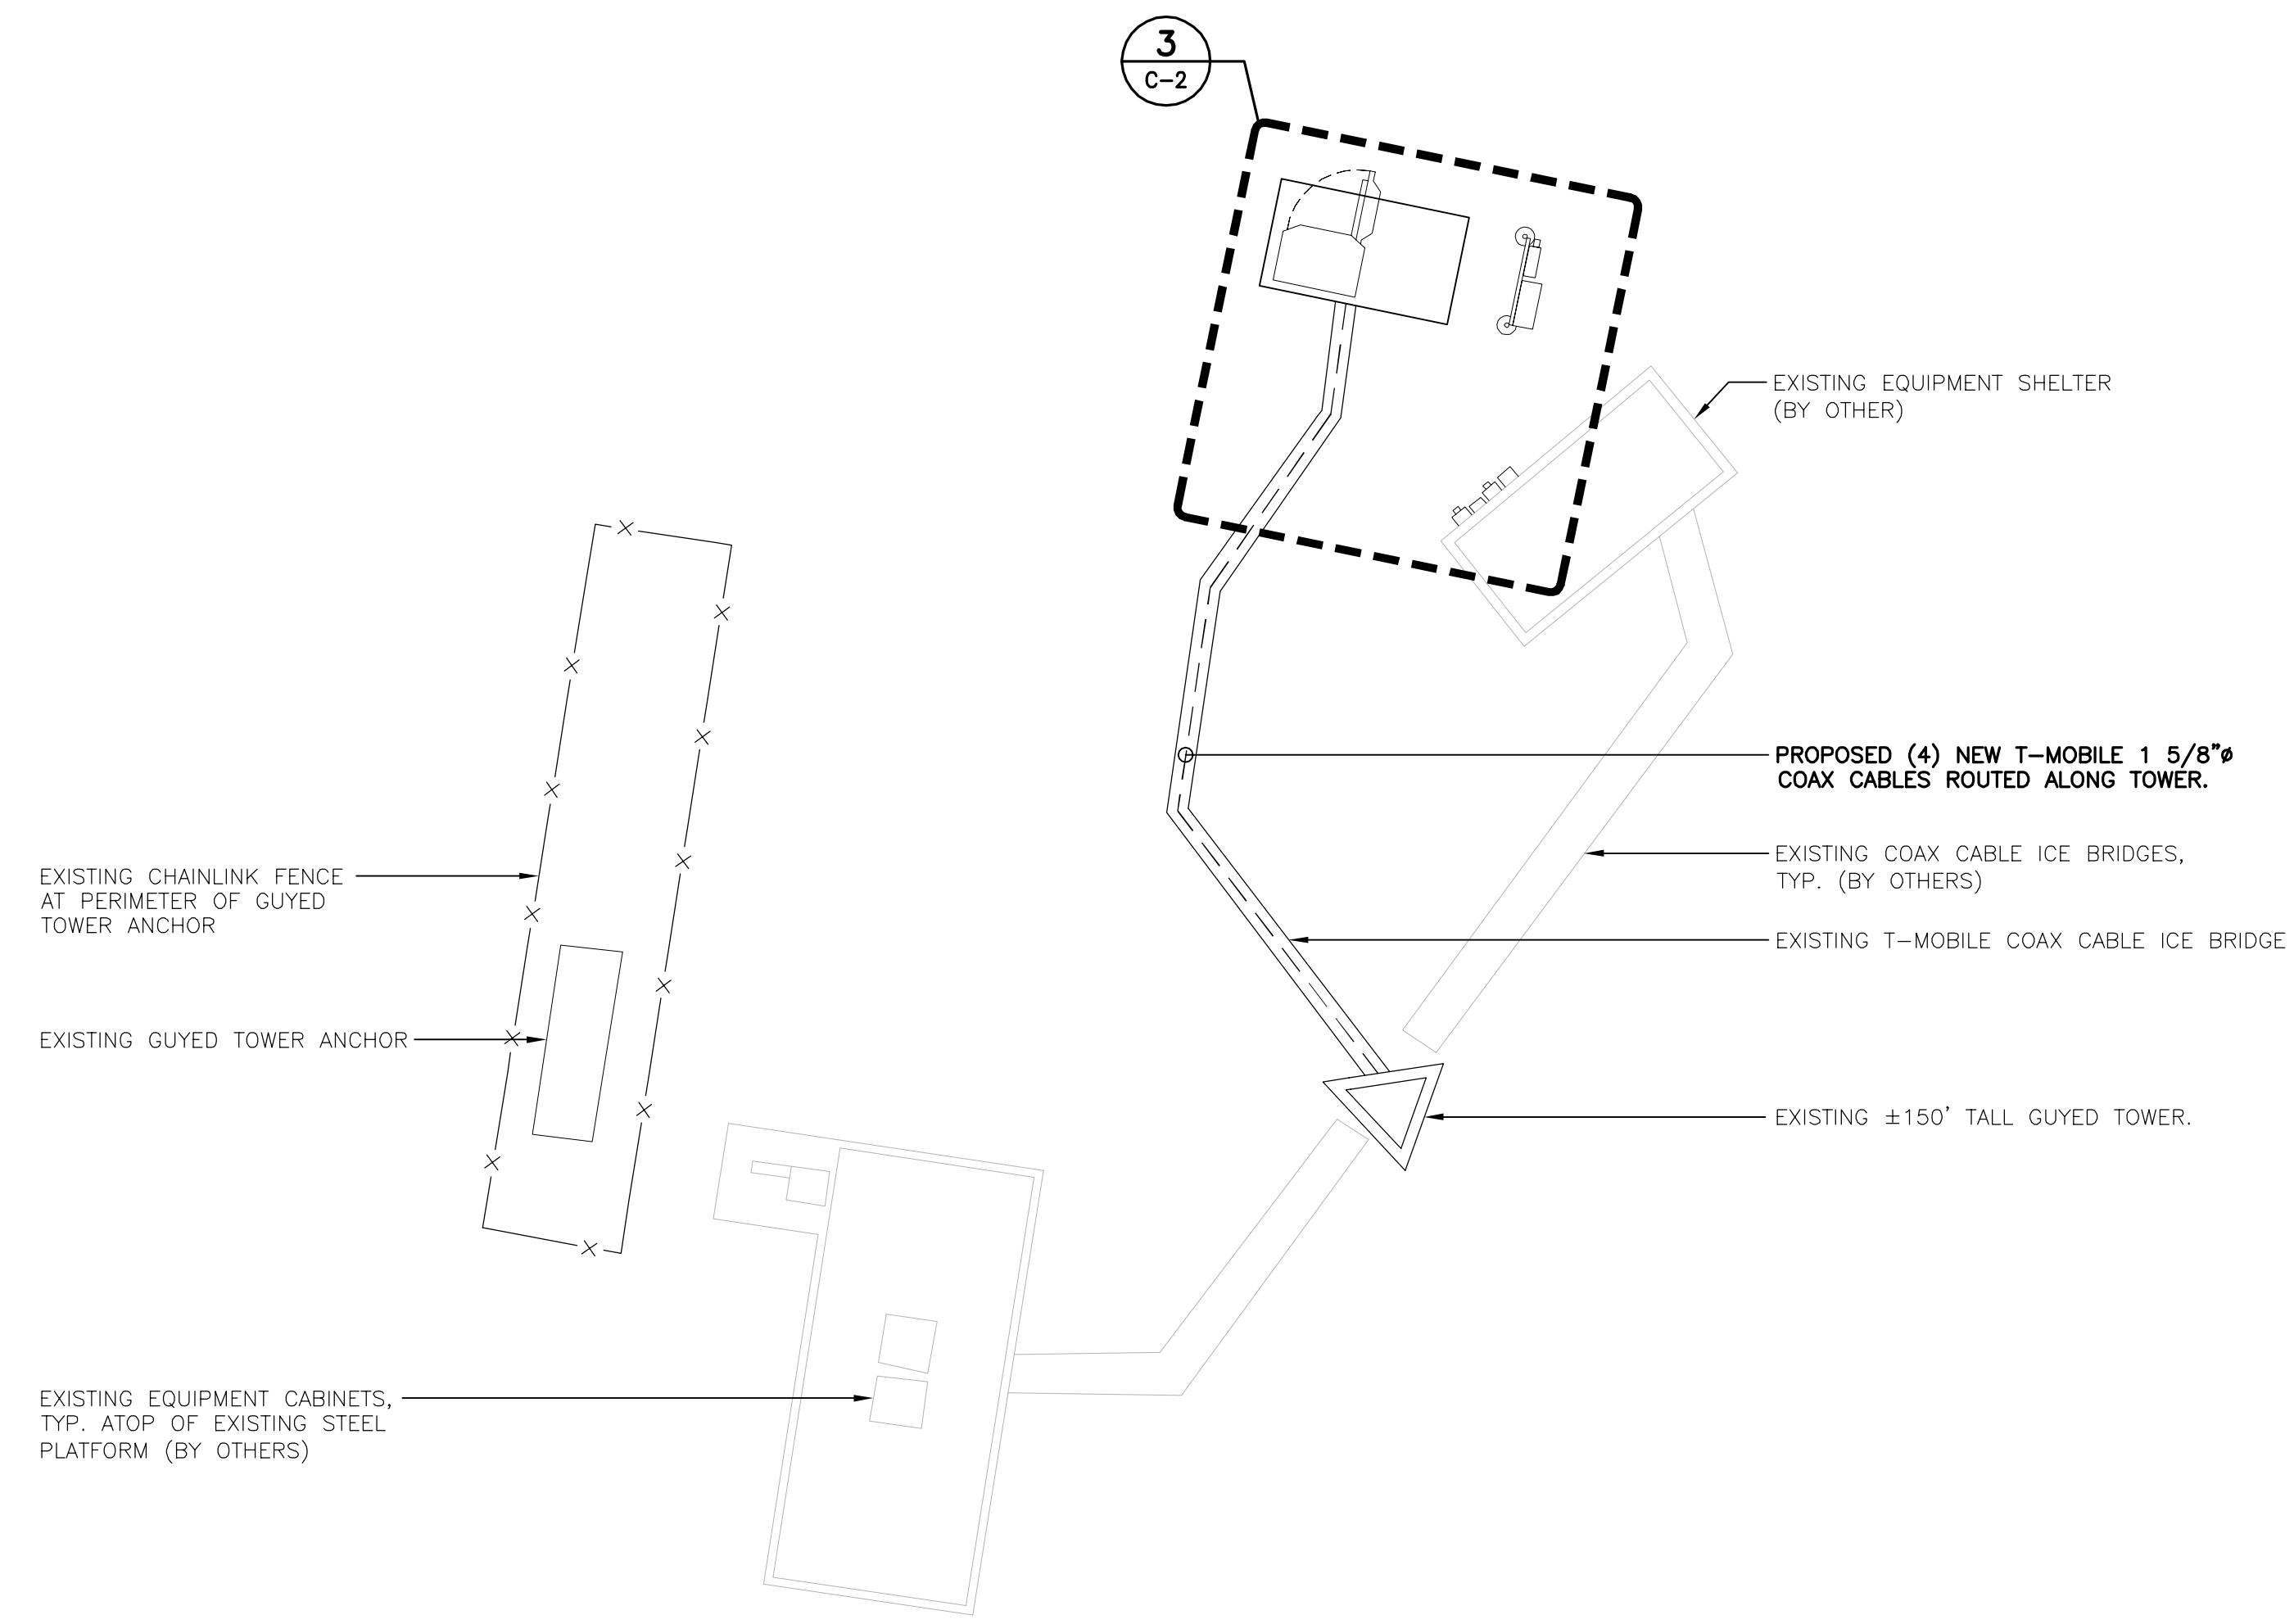 3
C-2
EXISTING EQUIPMENT SHELTER
(BY OTHER)
PROPOSED (4) NEW T-MOBILE 1 5/8"ø
COAX CABLES ROUTED ALONG TOWER.
EXISTING COAX CABLE ICE BRIDGES,
TYP. (BY OTHERS)
EXISTING T-MOBILE COAX CABLE ICE BRIDGE
EXISTING ±150' TALL GUYED TOWER.
EXISTING CHAINLINK FENCE
AT PERIMETER OF GUYED
TOWER ANCHOR
EXISTING GUYED TOWER ANCHOR
EXISTING EQUIPMENT CABINETS,
TYP. ATOP OF EXISTING STEEL
PLATFORM (BY OTHERS)